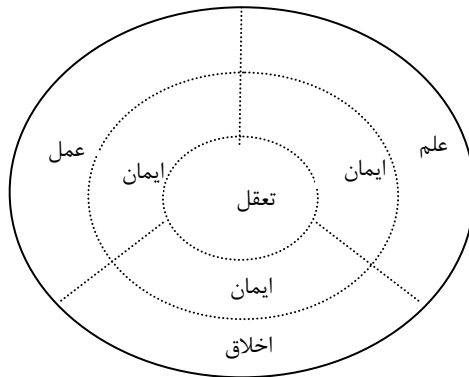 علم
عمل
ایمان
ایمان
تعقل
ایمان
اخلاق